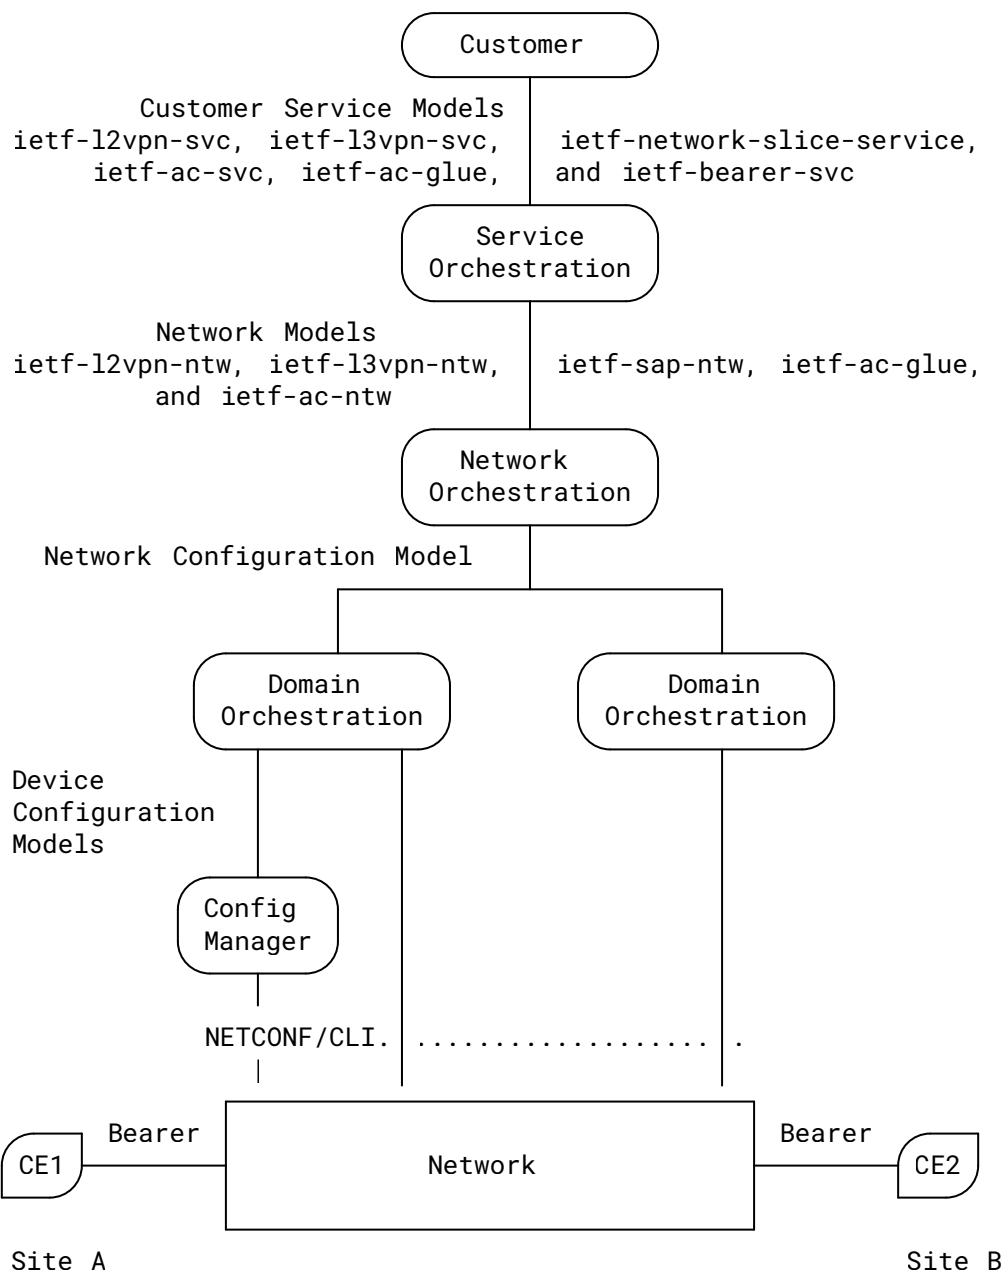 Customer
Customer Service Models
ietf-l2vpn-svc, ietf-l3vpn-svc, ietf-network-slice-service,
ietf-ac-svc, ietf-ac-glue, and ietf-bearer-svc
Service
Orchestration
Network Models
ietf-l2vpn-ntw, ietf-l3vpn-ntw, ietf-sap-ntw, ietf-ac-glue,
and ietf-ac-ntw
Network
Orchestration
Network Configuration Model
Domain
Orchestration
Domain
Orchestration
Device
Configuration
Models
Config
Manager
NETCONF/CLI. .................... .
Bearer
Bearer
CE1
Network
CE2
Site A
Site B